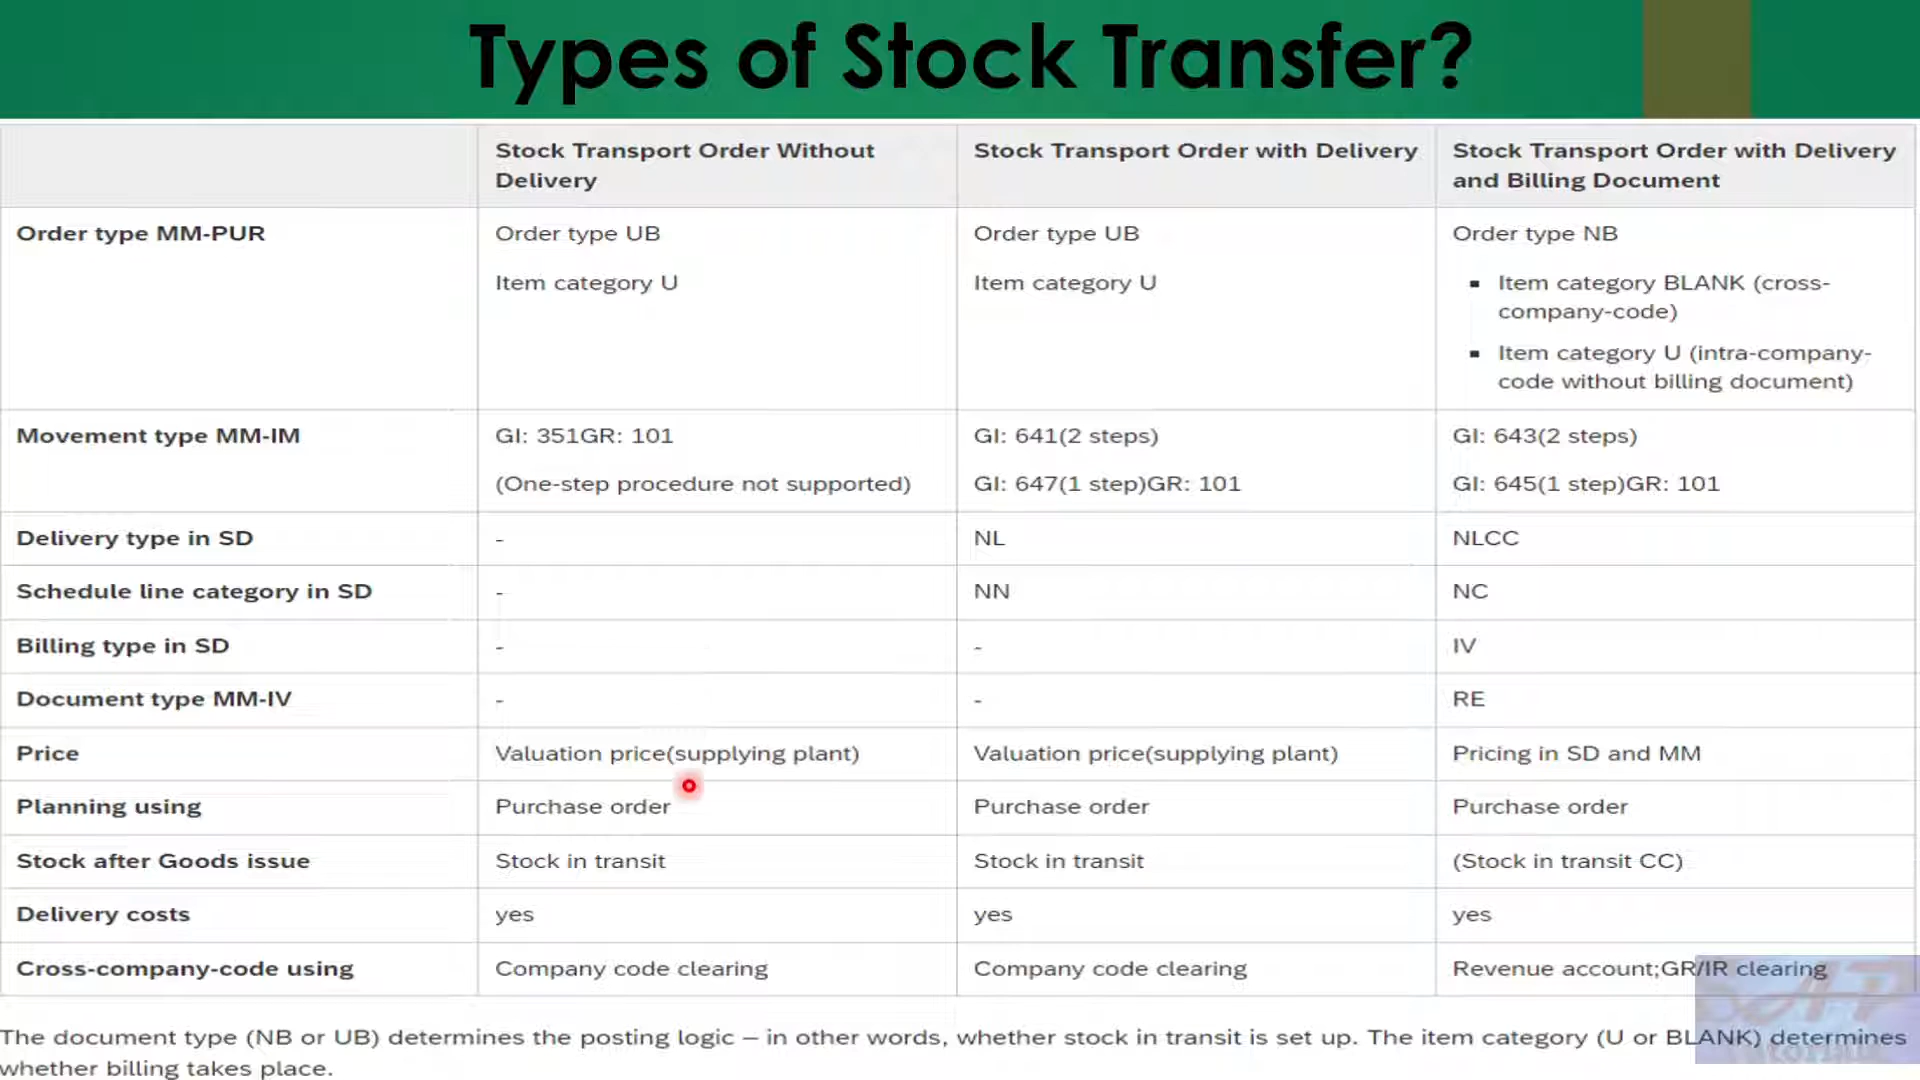 Types of Stock Transfer?
Stock Transport Order Without
Delivery
Stock Transport Order with Delivery
Stock Transport Order with Delivery
and Billing Document
Order type MM-PUR
Order type UB
Item category U
Order type UB
Item category U
Order type NB
▪ Item category BLANK (cross-
company-code)
▪ Item category U (intra-company-
code without billing document)
Movement type MM-IM
GI: 351GR: 101
(One-step procedure not supported)
GI: 641(2 steps)
GI: 647(1 step)GR: 101
GI: 643(2 steps)
GI: 645(1 step)GR: 101
Delivery type in SD
-
NL
NLCC
Schedule line category in SD
-
NN
NC
Billing type in SD
-
-
IV
Document type MM-IV
-
-
RE
Price
Valuation price(supplying plant)
Valuation price(supplying plant)
Pricing in SD and MM
Planning using
Purchase order
Purchase order
Purchase order
Stock after Goods issue
Stock in transit
Stock in transit
(Stock in transit CC)
Delivery costs
yes
yes
yes
Cross-company-code using
Company code clearing
Company code clearing
Revenue account;GR/IR clearing
The document type (NB or UB) determines the posting logic – in other words, whether stock in transit is set up. The item category (U or BLANK) determines
whether billing takes place.